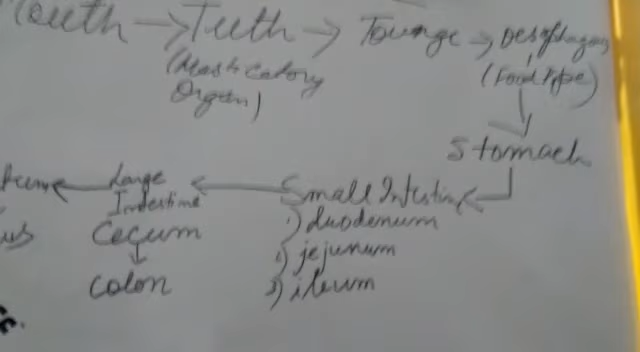 Teeth → Tounge → Oesophagus
(Masticatory
Organ)
(Food Pipe)
Stomach
Large ← Small Intestine
Intestine
1) duodenum
Cecum
2) jejunum
Colon
3) ileum